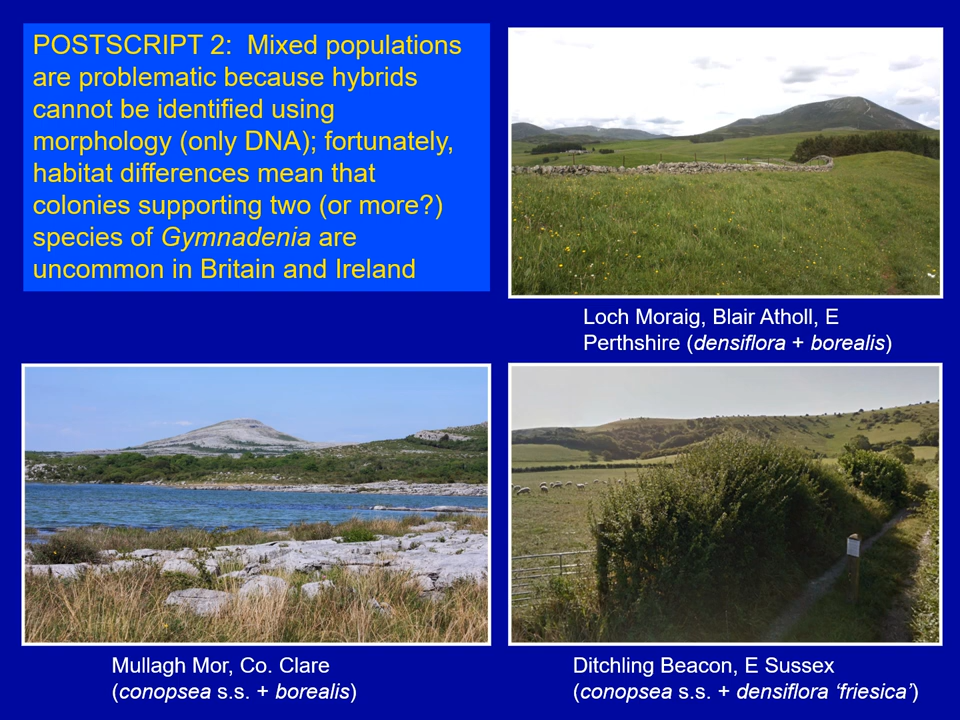 POSTSCRIPT 2:  Mixed populations
are problematic because hybrids
cannot be identified using
morphology (only DNA); fortunately,
habitat differences mean that
colonies supporting two (or more?)
species of Gymnadenia are
uncommon in Britain and Ireland
Loch Moraig, Blair Atholl, E
Perthshire (densiflora + borealis)
Mullagh Mor, Co. Clare
(conopsea s.s. + borealis)
Ditchling Beacon, E Sussex
(conopsea s.s. + densiflora ‘friesica’)